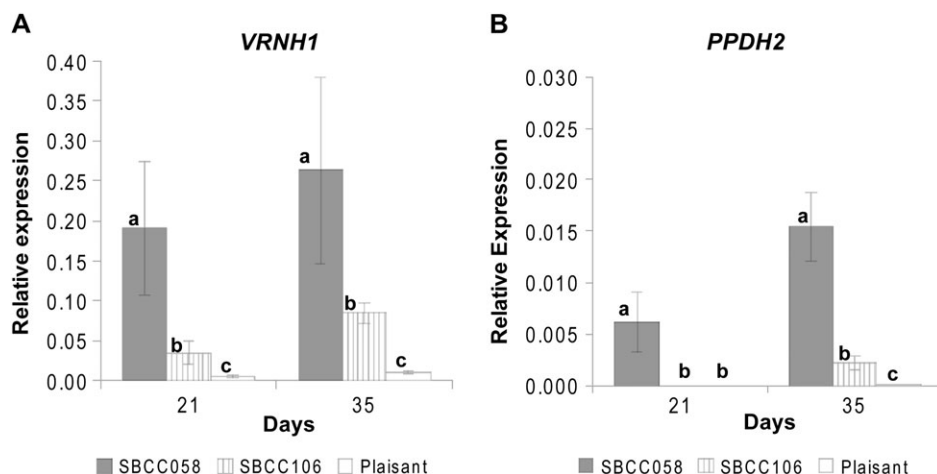 A
VRNH1
Relative expression
0.40
0.35
0.30
0.25
0.20
0.15
0.10
0.05
0.00
a
b
c
a
b
c
21
35
Days
SBCC058 SBCC106 Plaisant
B
PPDH2
Relative Expression
0.030
0.025
0.020
0.015
0.010
0.005
0.000
a
b
b
a
b
c
21
35
Days
SBCC058 SBCC106 Plaisant